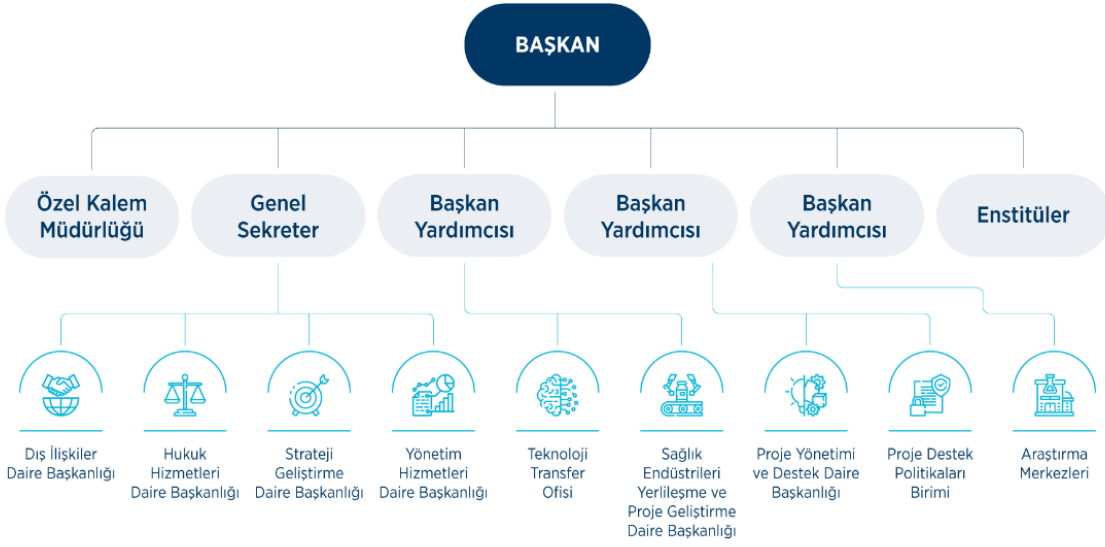 BAŞKAN
Özel Kalem
Müdürlüğü
Genel
Sekreter
Başkan
Yardımcısı
Başkan
Yardımcısı
Başkan
Yardımcısı
Enstitüler
Dış İlişkiler
Daire Başkanlığı
Hukuk
Hizmetleri
Daire Başkanlığı
Strateji
Geliştirme
Daire Başkanlığı
Yönetim
Hizmetleri
Daire Başkanlığı
Teknoloji
Transfer
Ofisi
Sağlık
Endüstrileri
Yerlileşme ve
Proje Geliştirme
Daire Başkanlığı
Proje Yönetimi
ve Destek Daire
Başkanlığı
Proje Destek
Politikaları
Birimi
Araştırma
Merkezleri